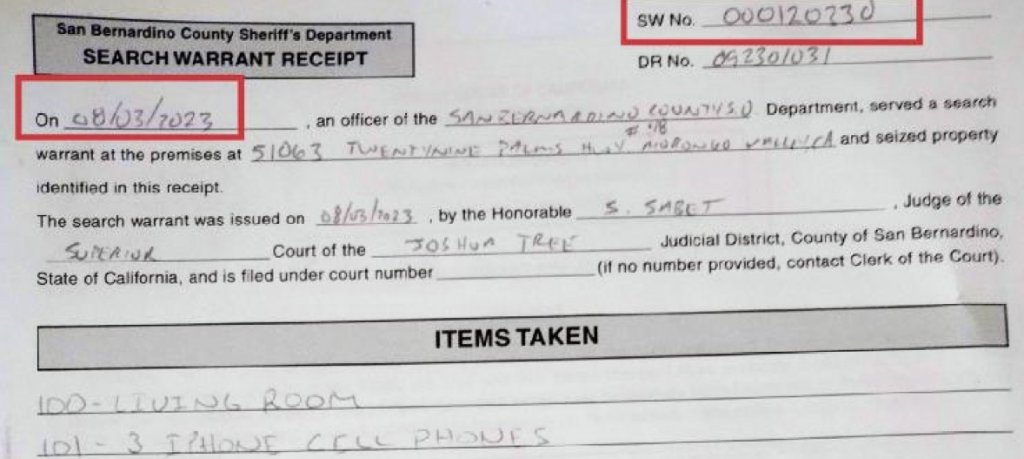 San Bernardino County Sheriff's Department
SEARCH WARRANT RECEIPT
SW No. 000120230
DR No. 092301031
On 08/03/2023, an officer of the SAN BERNARDINO COUNTY S.D Department, served a search
#48
warrant at the premises at 51063 TWENTYNINE PALMS HWY MORONGO VALLEY CA and seized property
identified in this receipt.
The search warrant was issued on 08/03/2023, by the Honorable S. SABET, Judge of the
SUPERIOR Court of the JOSHUA TREE Judicial District, County of San Bernardino,
State of California, and is filed under court number (if no number provided, contact Clerk of the Court).
ITEMS TAKEN
100 - LIVING ROOM
101 - 3 IPHONE CELL PHONES